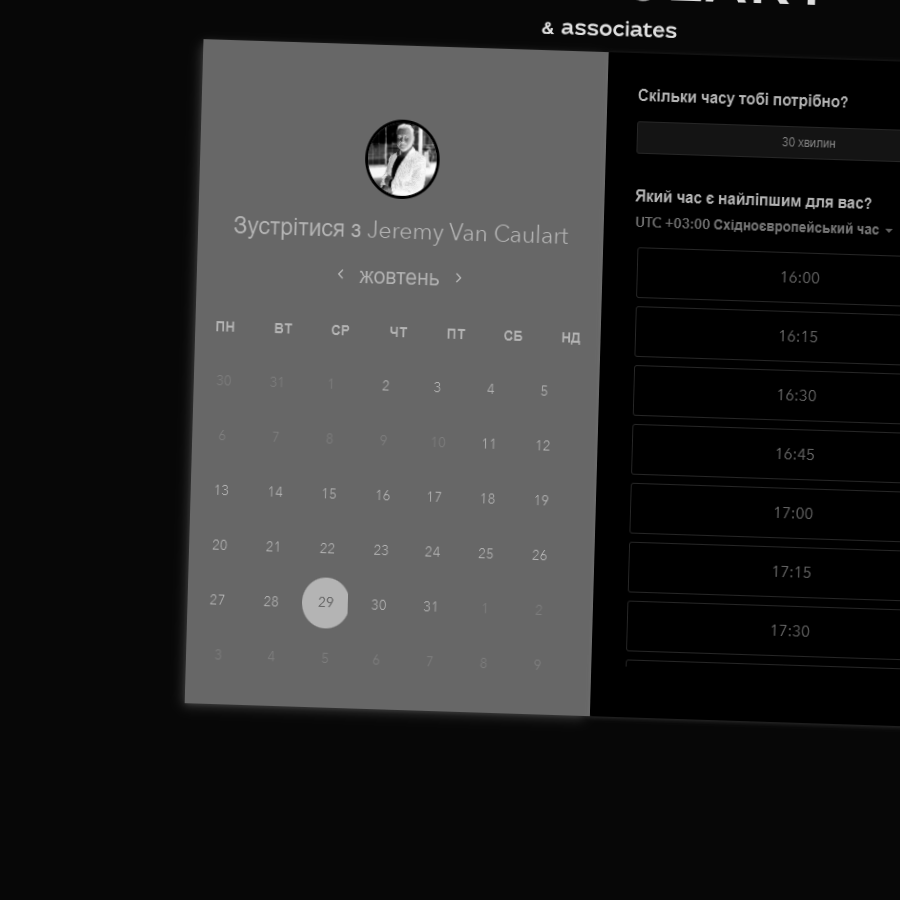 & associates
Зустрітися з Jeremy Van Caulart
жовтень
ПН ВТ СР ЧТ ПТ СБ НД
30 31 1 2 3 4 5
6 7 8 9 10 11 12
13 14 15 16 17 18 19
20 21 22 23 24 25 26
27 28 29 30 31 1 2
3 4 5 6 7 8 9
Скільки часу тобі потрібно?
30 хвилин
Який час є найліпшим для вас?
UTC +03:00 Східноєвропейський час
16:00
16:15
16:30
16:45
17:00
17:15
17:30